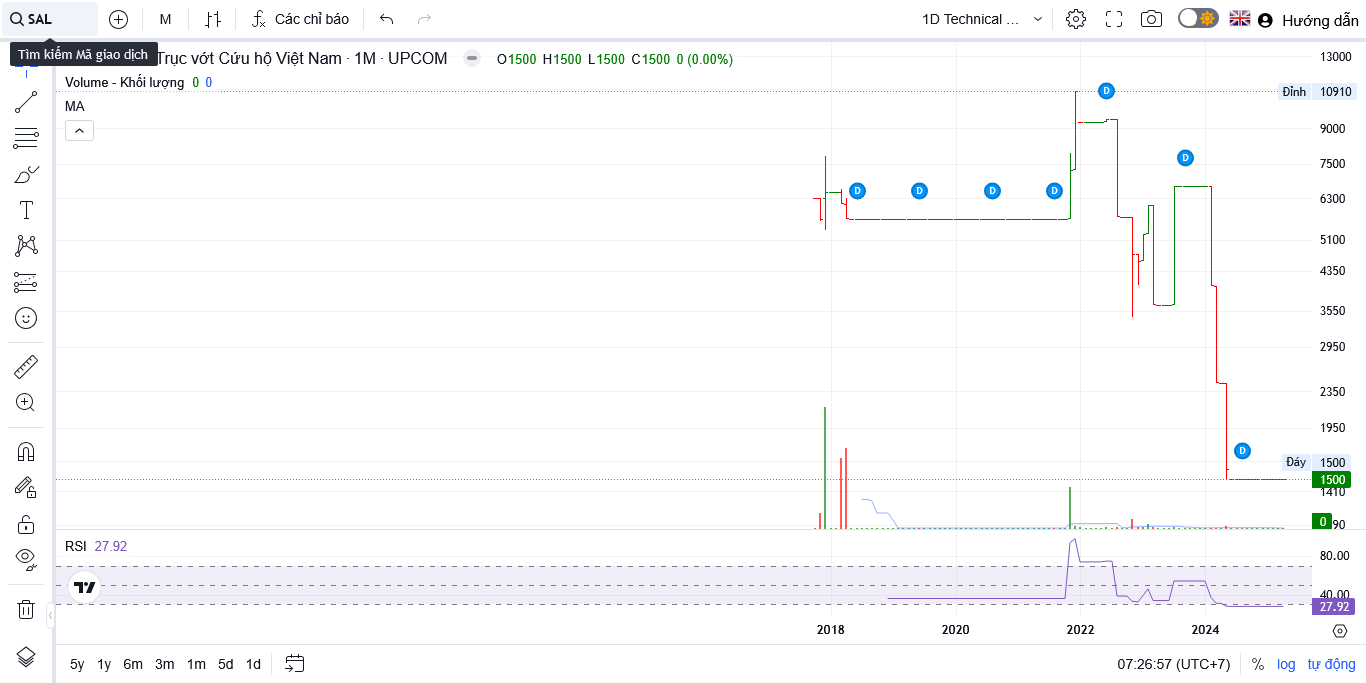 SAL
M
Các chỉ báo
1D Technical ...
Hướng dẫn
Tìm kiếm Mã giao dịch
Trục vớt Cứu hộ Việt Nam · 1M · UPCOM
O1500 H1500 L1500 C1500 0 (0.00%)
Volume - Khối lượng 0 0
MA
13000
Đỉnh 10910
9000
7500
6300
5100
4350
3550
2950
2350
1950
Đáy 1500
1500
1410
0
90
D
D
D
D
D
D
D
RSI 27.92
80.00
40.00
27.92
2018 2020 2022 2024
5y 1y 6m 3m 1m 5d 1d
07:26:57 (UTC+7) % log tự động